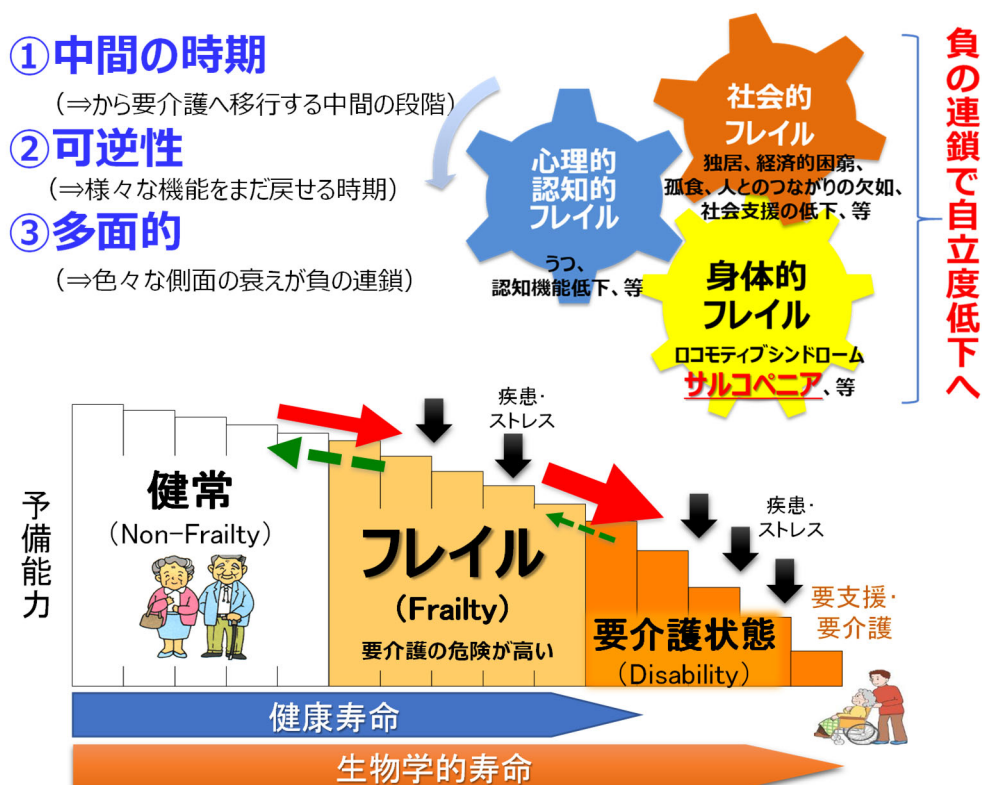 ①中間の時期
(⇒から要介護へ移行する中間の段階)
②可逆性
(⇒様々な機能をまだ戻せる時期)
③多面的
(⇒色々な側面の衰えが負の連鎖)
心理的
認知的
フレイル
うつ、
認知機能低下、等
社会的
フレイル
独居、経済的困窮、
孤食、人とのつながりの欠如、
社会支援の低下、等
身体的
フレイル
ロコモティブシンドローム
サルコペニア、等
負の連鎖で自立度低下へ
予備能力
健常
(Non-Frailty)
疾患・
ストレス
フレイル
(Frailty)
要介護の危険が高い
疾患・
ストレス
要介護状態
(Disability)
要支援・
要介護
健康寿命
生物学的寿命